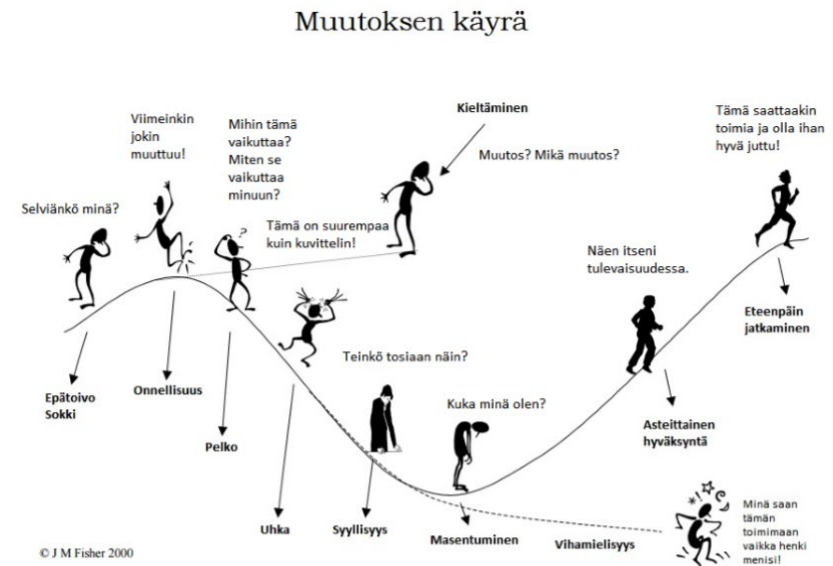 Muutoksen käyrä
Selviänkö minä?
Viimeinkin
jokin
muuttuu!
Mihin tämä
vaikuttaa?
Miten se
vaikuttaa
minuun?
Tämä on suurempaa
kuin kuvittelin!
Kieltäminen
Muutos? Mikä muutos?
Tämä saattaakin
toimia ja olla ihan
hyvä juttu!
Näen itseni
tulevaisuudessa.
Teinkö tosiaan näin?
Kuka minä olen?
Epätoivo
Sokki
Onnellisuus
Pelko
Uhka
Syyllisyys
Masentuminen
Vihamielisyys
Asteittainen
hyväksyntä
Eteenpäin
jatkaminen
Minä saan
tämän
toimimaan
vaikka henki
menisi!
?
© J M Fisher 2000